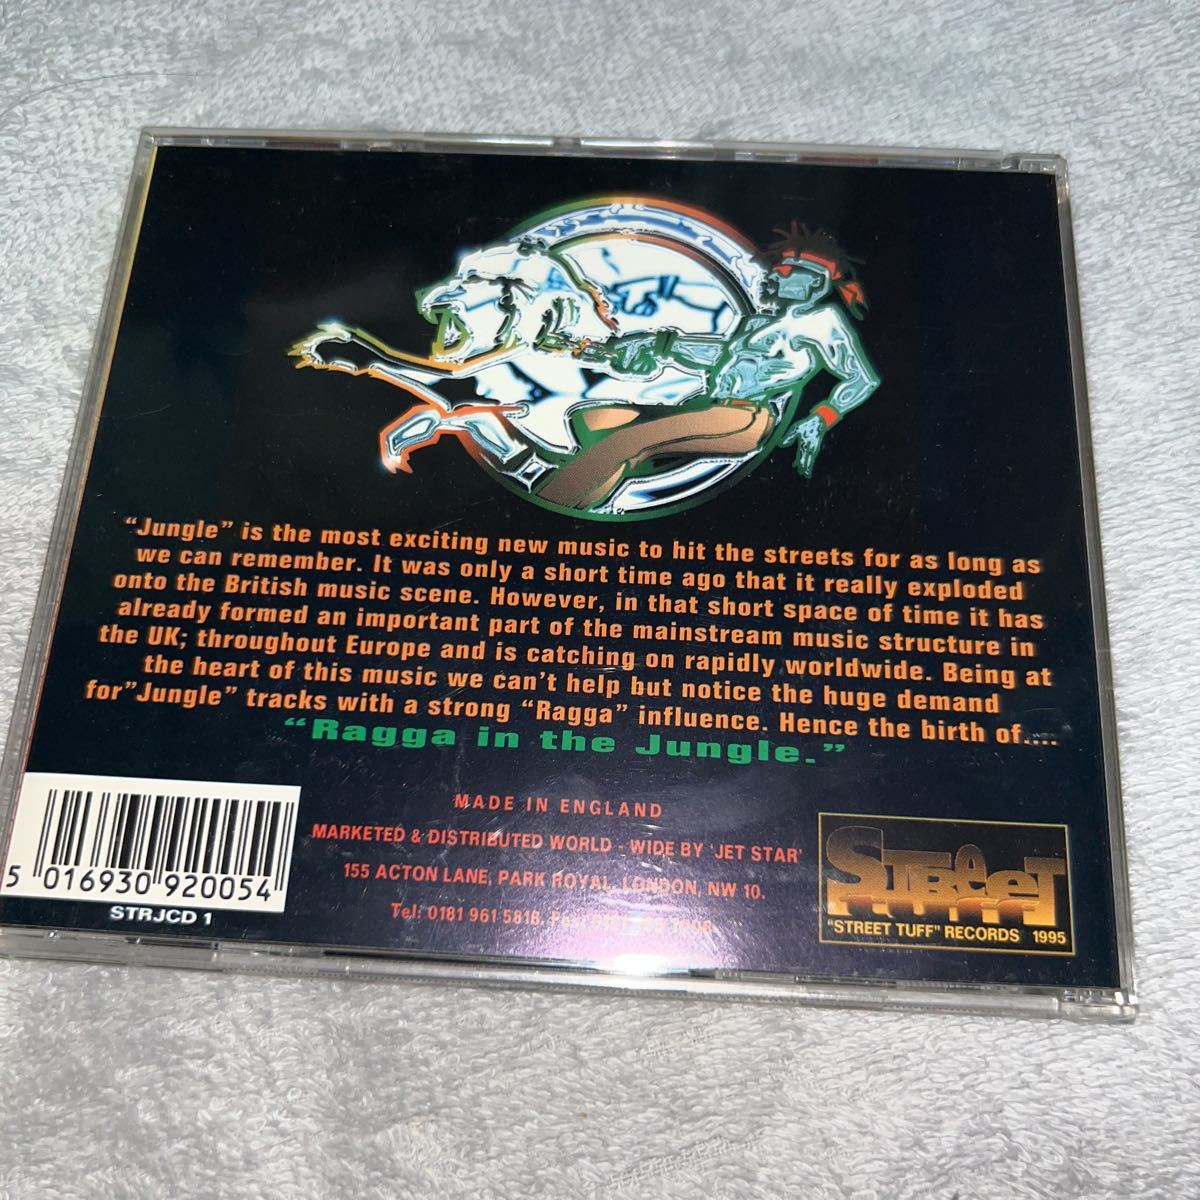 "Jungle" is the most exciting new music to hit the streets for as long as
we can remember. It was only a short time ago that it really exploded
onto the British music scene. However, in that short space of time it has
already formed an important part of the mainstream music structure in
the UK; throughout Europe and is catching on rapidly worldwide. Being at
the heart of this music we can't help but notice the huge demand
for"Jungle" tracks with a strong "Ragga" influence. Hence the birth of....
"Ragga in the Jungle."
MADE IN ENGLAND
MARKETED & DISTRIBUTED WORLD - WIDE BY 'JET STAR'
155 ACTON LANE, PARK ROYAL, LONDON, NW 10.
Tel: 0181 961 5818. Fax:
5 016930 920054
STRJCD 1
STREET
"STREET TUFF" RECORDS 1995